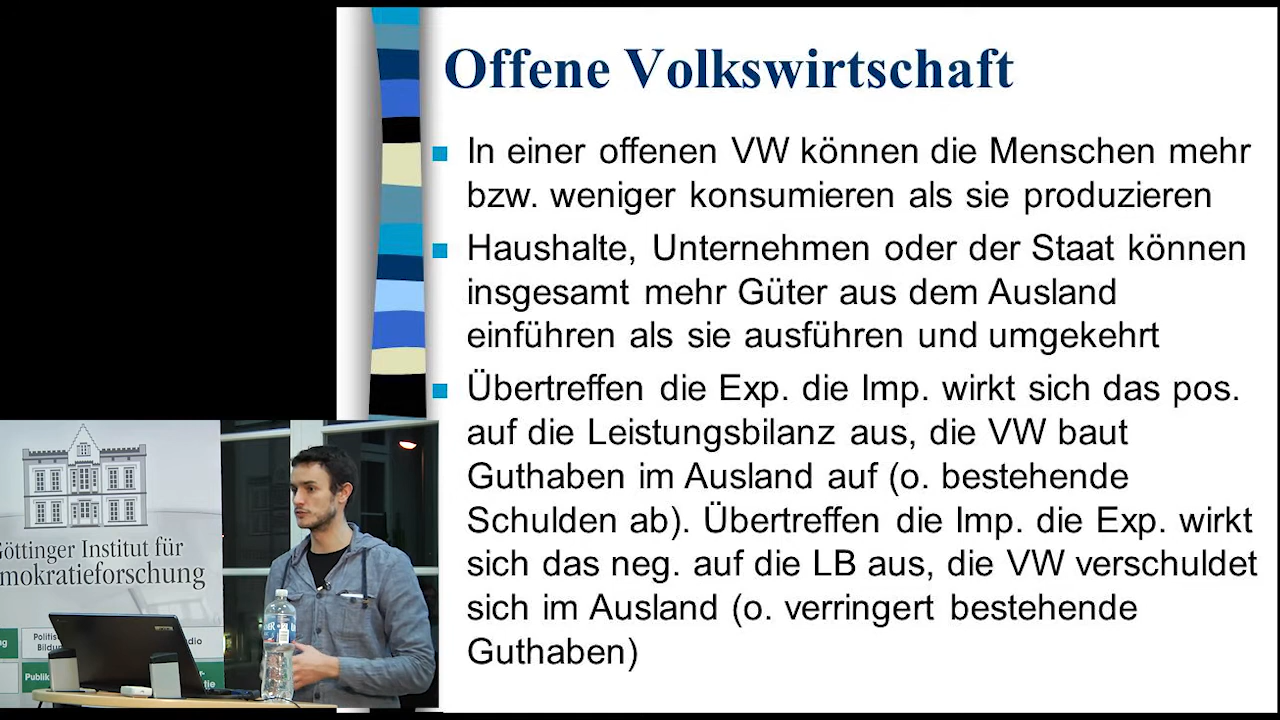 Offene Volkswirtschaft
In einer offenen VW können die Menschen mehr
bzw. weniger konsumieren als sie produzieren
Haushalte, Unternehmen oder der Staat können
insgesamt mehr Güter aus dem Ausland
einführen als sie ausführen und umgekehrt
Übertreffen die Exp. die Imp. wirkt sich das pos.
auf die Leistungsbilanz aus, die VW baut
Guthaben im Ausland auf (o. bestehende
Schulden ab). Übertreffen die Imp. die Exp. wirkt
sich das neg. auf die LB aus, die VW verschuldet
sich im Ausland (o. verringert bestehende
Guthaben)
Göttinger Institut für
mokratieforschung